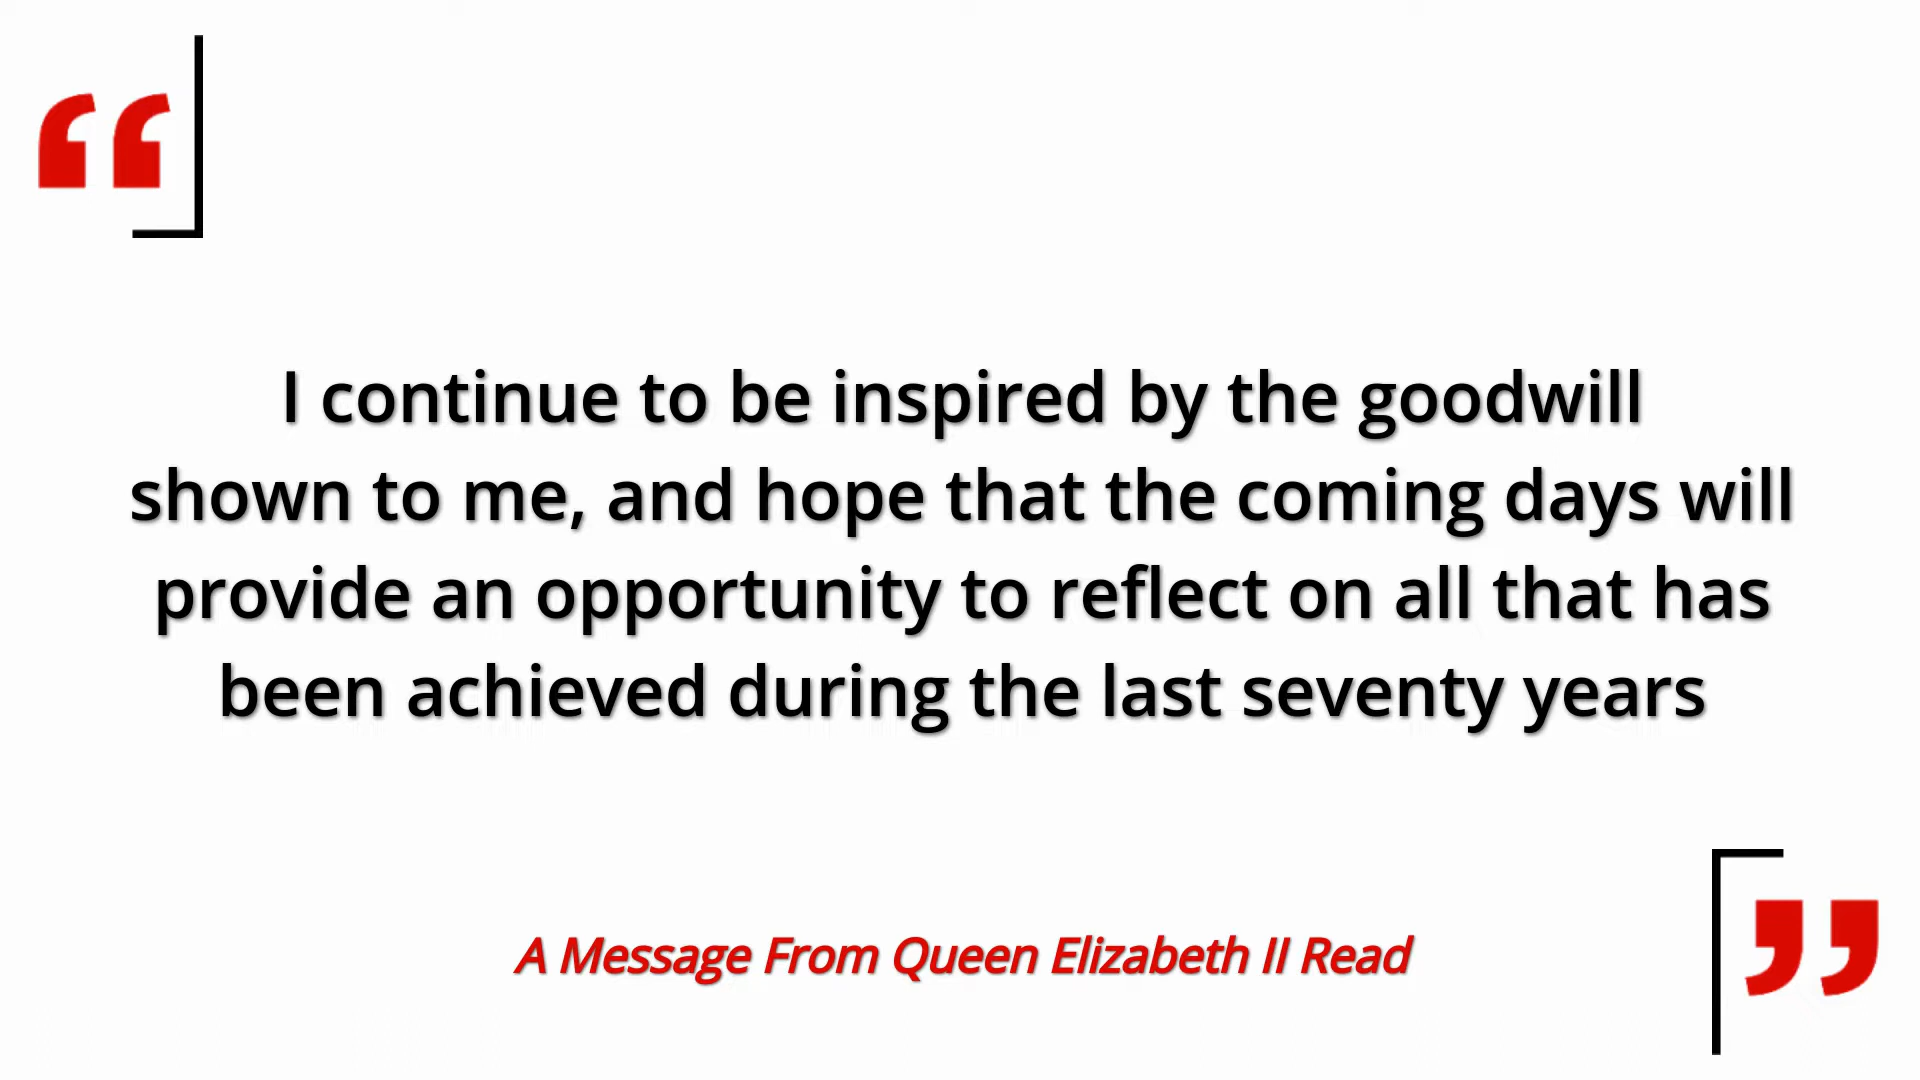 “
I continue to be inspired by the goodwill
shown to me, and hope that the coming days will
provide an opportunity to reflect on all that has
been achieved during the last seventy years
A Message From Queen Elizabeth II Read
”